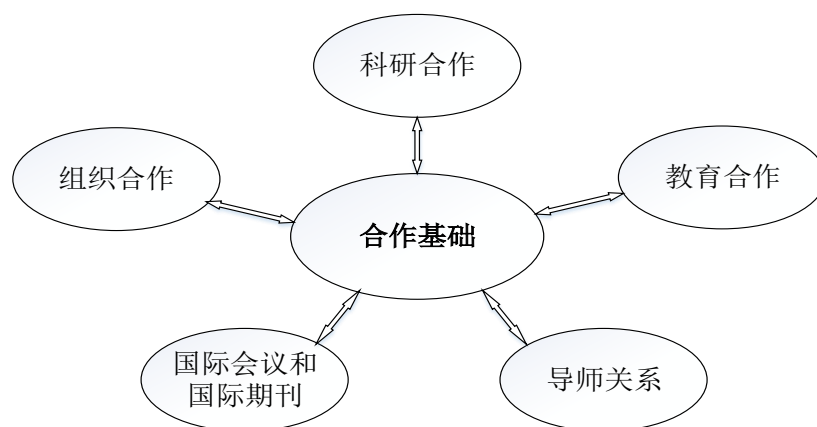 科研合作
组织合作
教育合作
合作基础
国际会议和
国际期刊
导师关系